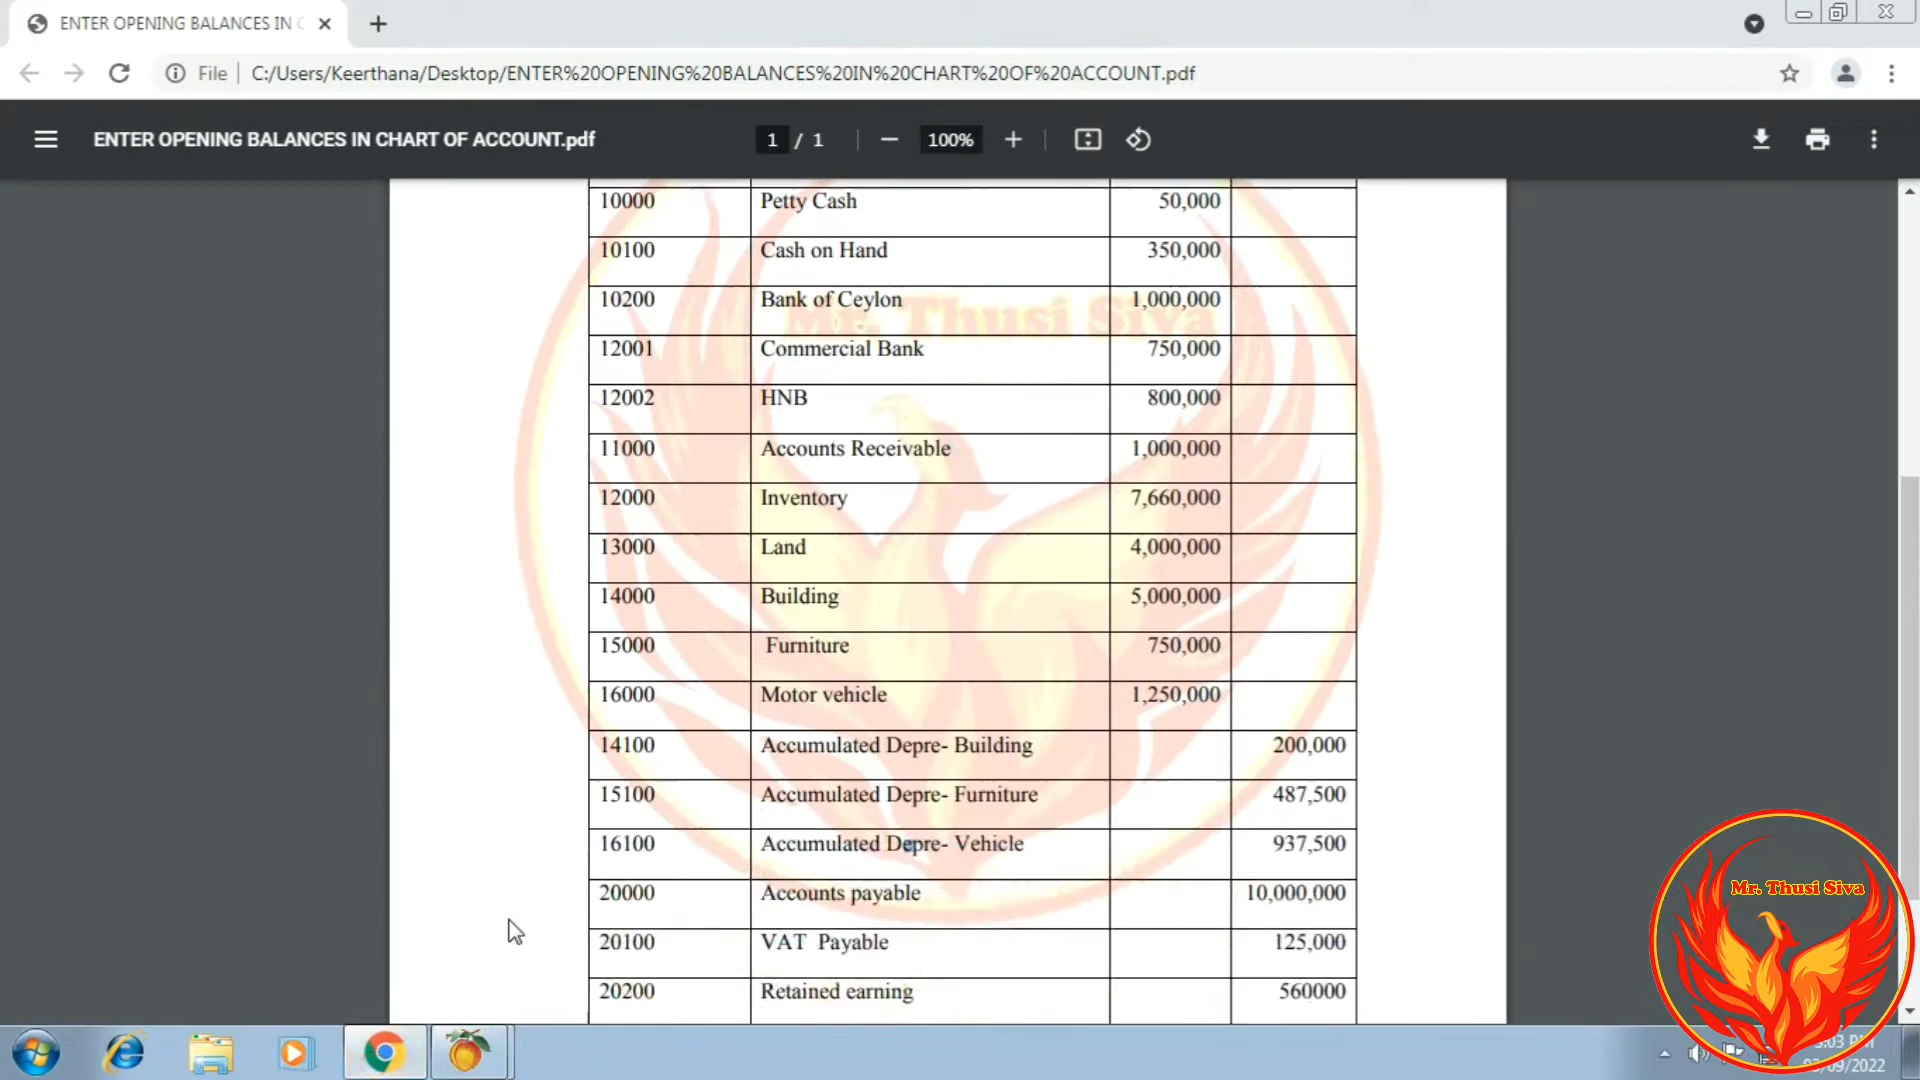 ENTER OPENING BALANCES IN C
File
C:/Users/Keerthana/Desktop/ENTER%20OPENING%20BALANCES%20IN%20CHART%20OF%20ACCOUNT.pdf
ENTER OPENING BALANCES IN CHART OF ACCOUNT.pdf
1 / 1
100%
10000 Petty Cash 50,000
10100 Cash on Hand 350,000
10200 Bank of Ceylon 1,000,000
Mr. Thusi Siva
12001 Commercial Bank 750,000
12002 HNB 800,000
11000 Accounts Receivable 1,000,000
12000 Inventory 7,660,000
13000 Land 4,000,000
14000 Building 5,000,000
15000 Furniture 750,000
16000 Motor vehicle 1,250,000
14100 Accumulated Depre- Building 200,000
15100 Accumulated Depre- Furniture 487,500
16100 Accumulated Depre- Vehicle 937,500
20000 Accounts payable 10,000,000
20100 VAT Payable 125,000
20200 Retained earning 560000
Mr. Thusi Siva